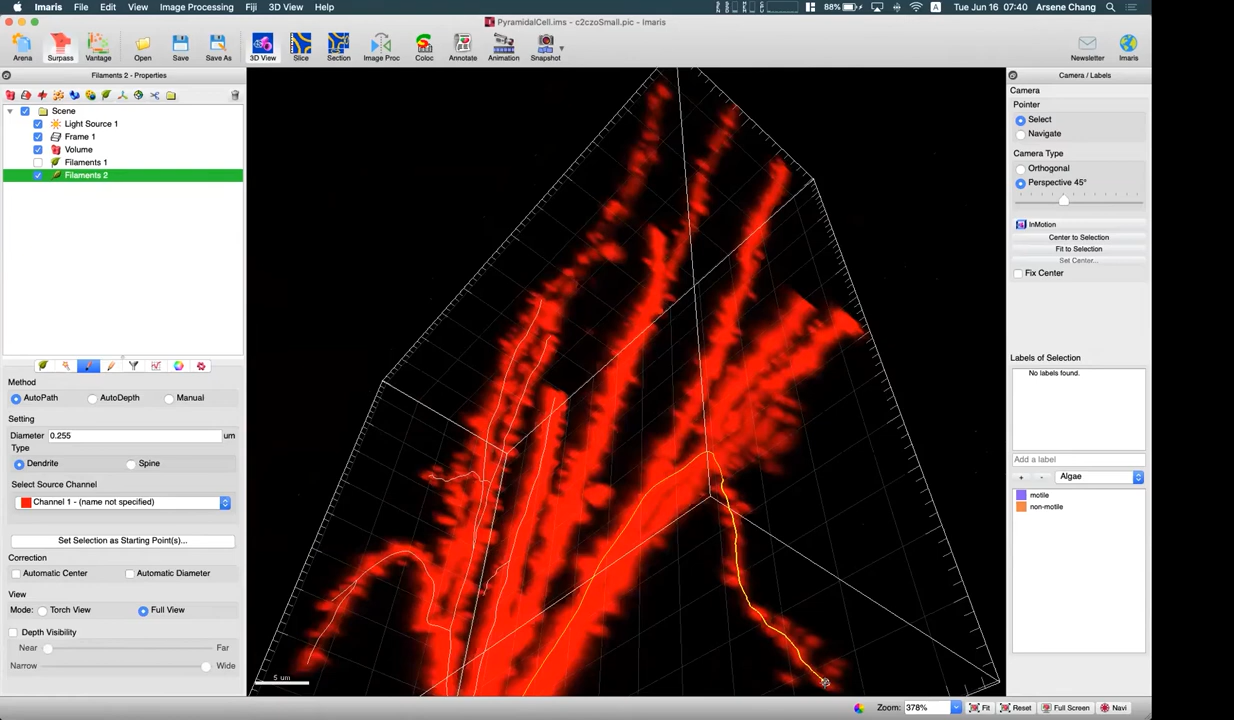 Imaris File Edit View Image Processing Fiji 3D View Help
88% A Tue Jun 16 07:40 Arsene Chang
PyramidalCell.ims - c2czoSmall.pic - Imaris
Arena Surpass Vantage Open Save Save As 3D View Slice Section Image Proc Coloc Annotate Animation Snapshot Newsletter Imaris
Filaments 2 - Properties
Scene
Light Source 1
Frame 1
Volume
Filaments 1
Filaments 2
Method
AutoPath AutoDepth Manual
Setting
Diameter 0.255 um
Type
Dendrite Spine
Select Source Channel
Channel 1 - (name not specified)
Set Selection as Starting Point(s)...
Correction
Automatic Center Automatic Diameter
View
Mode: Torch View Full View
Depth Visibility
Near Far
Narrow Wide
5 um
Camera / Labels
Camera
Pointer
Select
Navigate
Camera Type
Orthogonal
Perspective 45°
InMotion
Center to Selection
Fit to Selection
Set Center...
Fix Center
Labels of Selection
No labels found.
Add a label
+ - Algae
motile
non-motile
Zoom: 378% Fit Reset Full Screen Navi